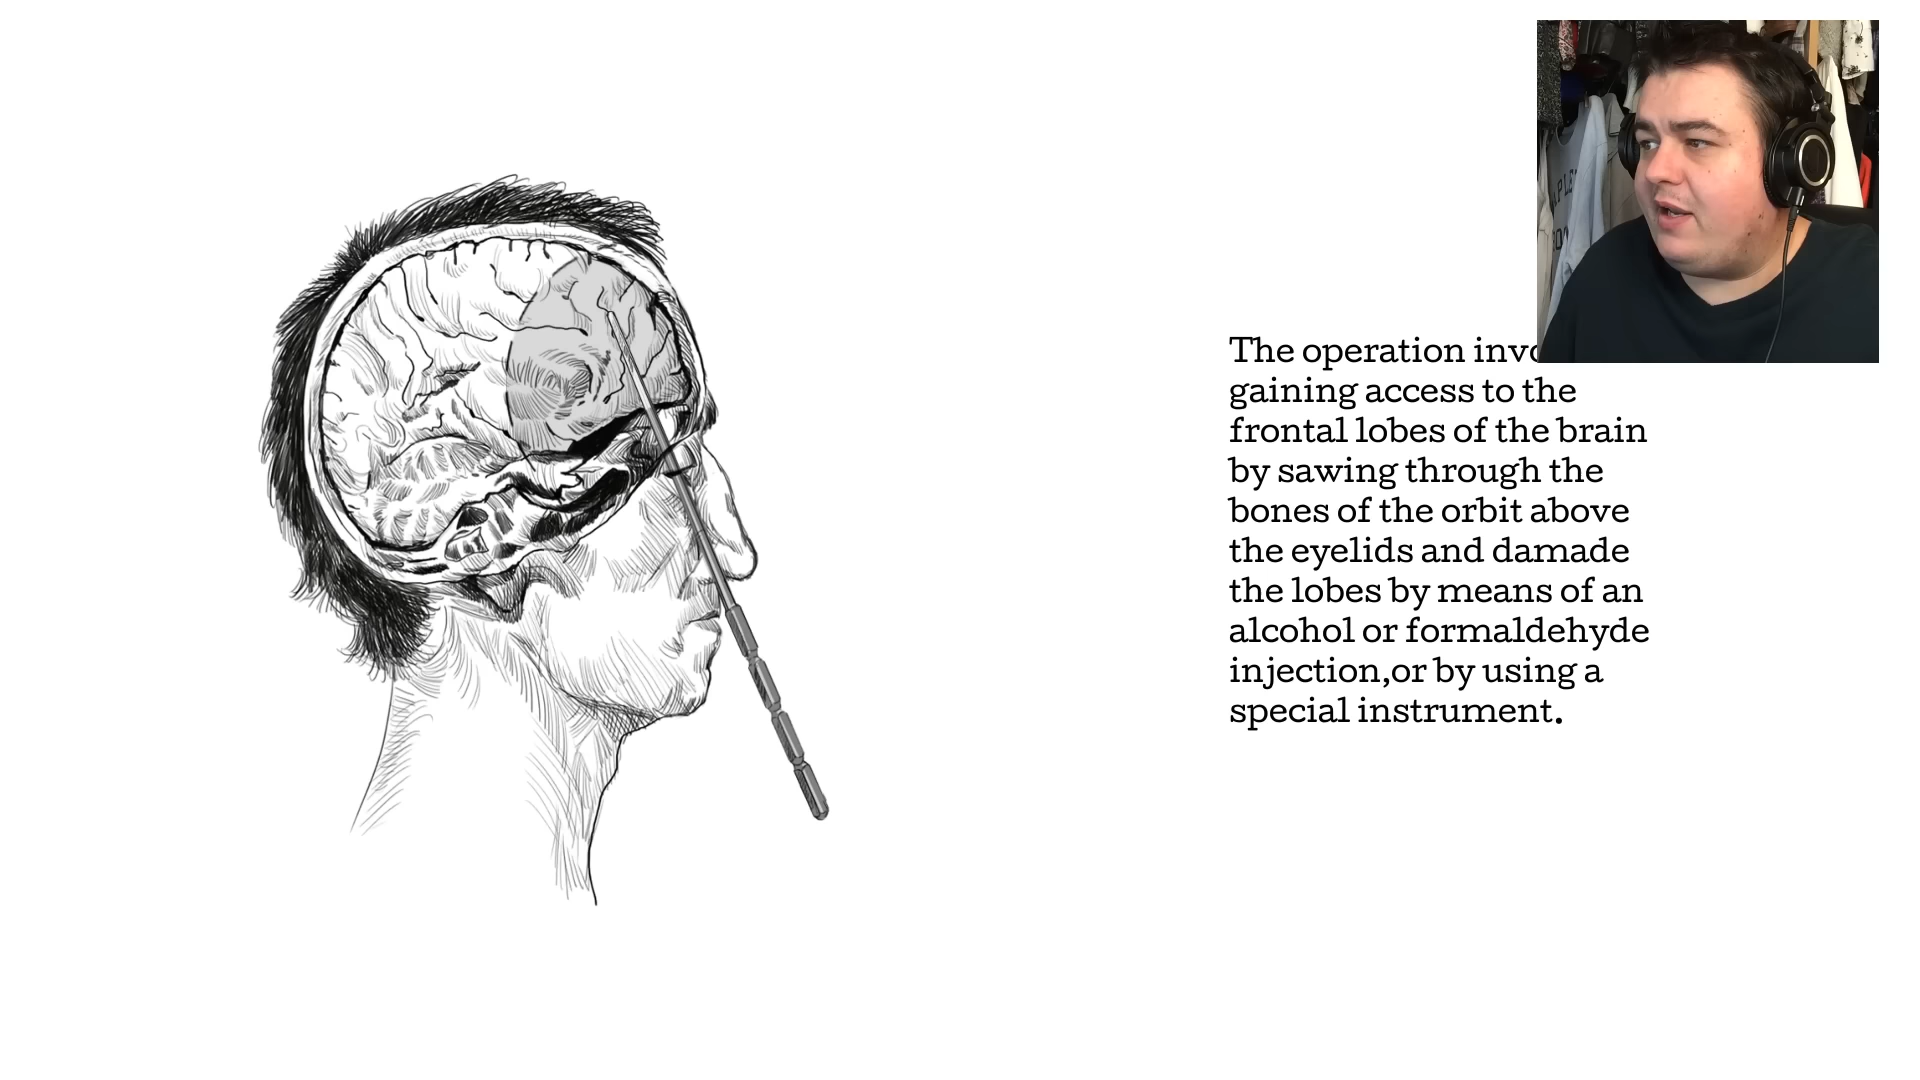 The operation
gaining access to the
frontal lobes of the brain
by sawing through the
bones of the orbit above
the eyelids and damade
the lobes by means of an
alcohol or formaldehyde
injection,or by using a
special instrument.